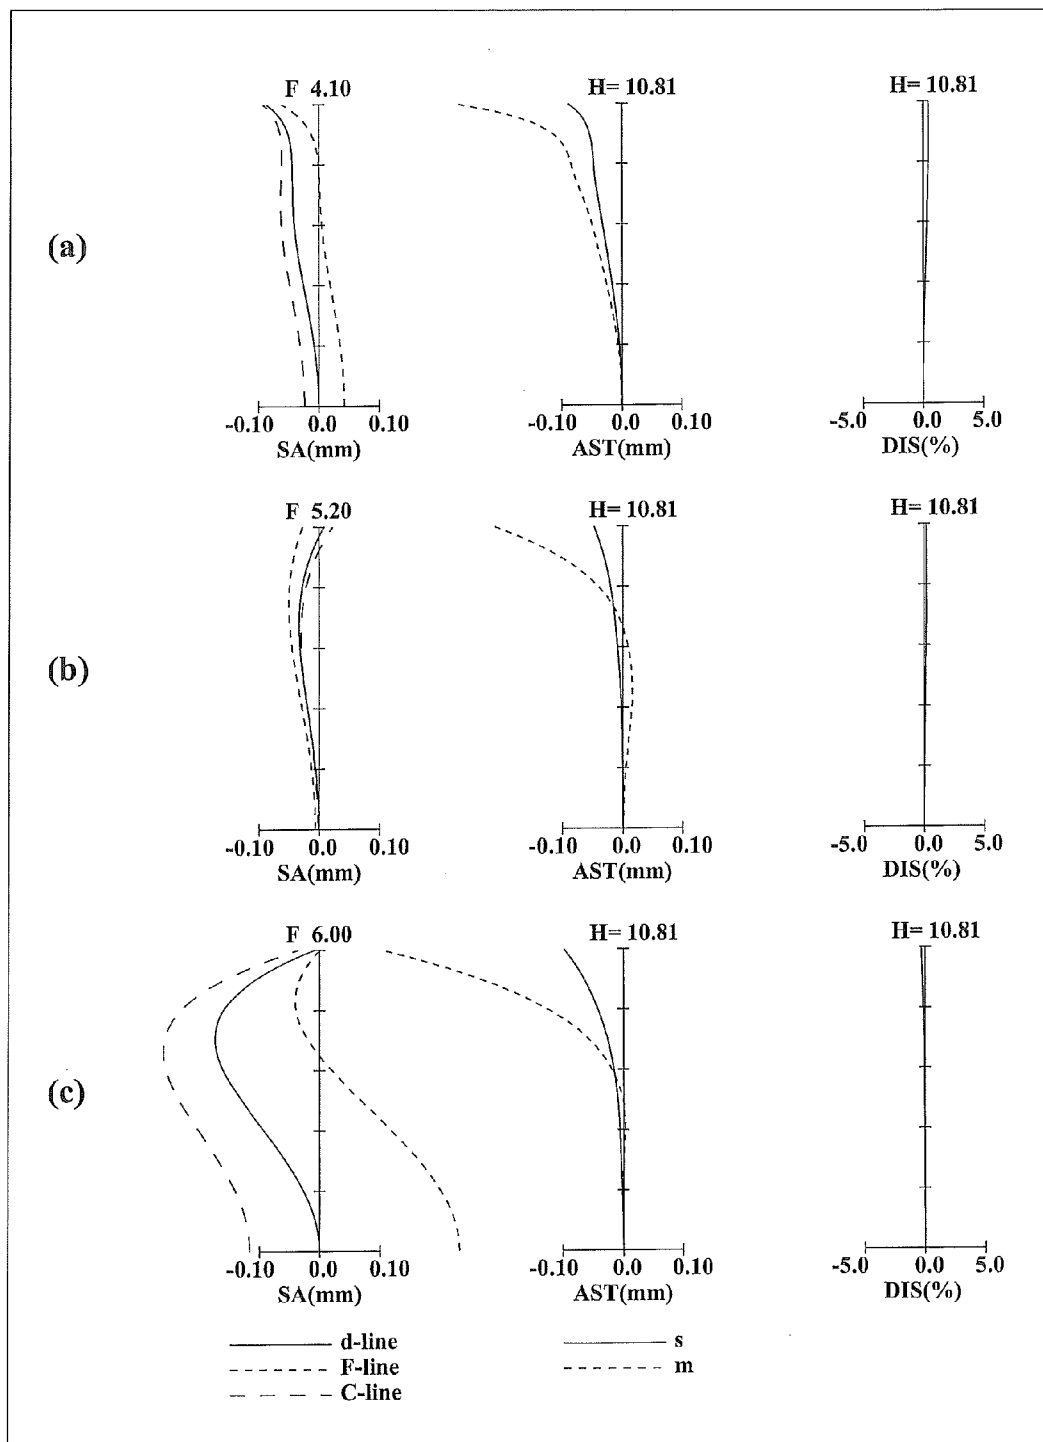 F 4.10
H= 10.81
H= 10.81
(a)
-0.10 0.0 0.10
SA(mm)
-0.10 0.0 0.10
AST(mm)
-5.0 0.0 5.0
DIS(%)
F 5.20
H= 10.81
H= 10.81
(b)
-0.10 0.0 0.10
SA(mm)
-0.10 0.0 0.10
AST(mm)
-5.0 0.0 5.0
DIS(%)
F 6.00
H= 10.81
H= 10.81
(c)
-0.10 0.0 0.10
SA(mm)
-0.10 0.0 0.10
AST(mm)
-5.0 0.0 5.0
DIS(%)
d-line
F-line
C-line
s
m